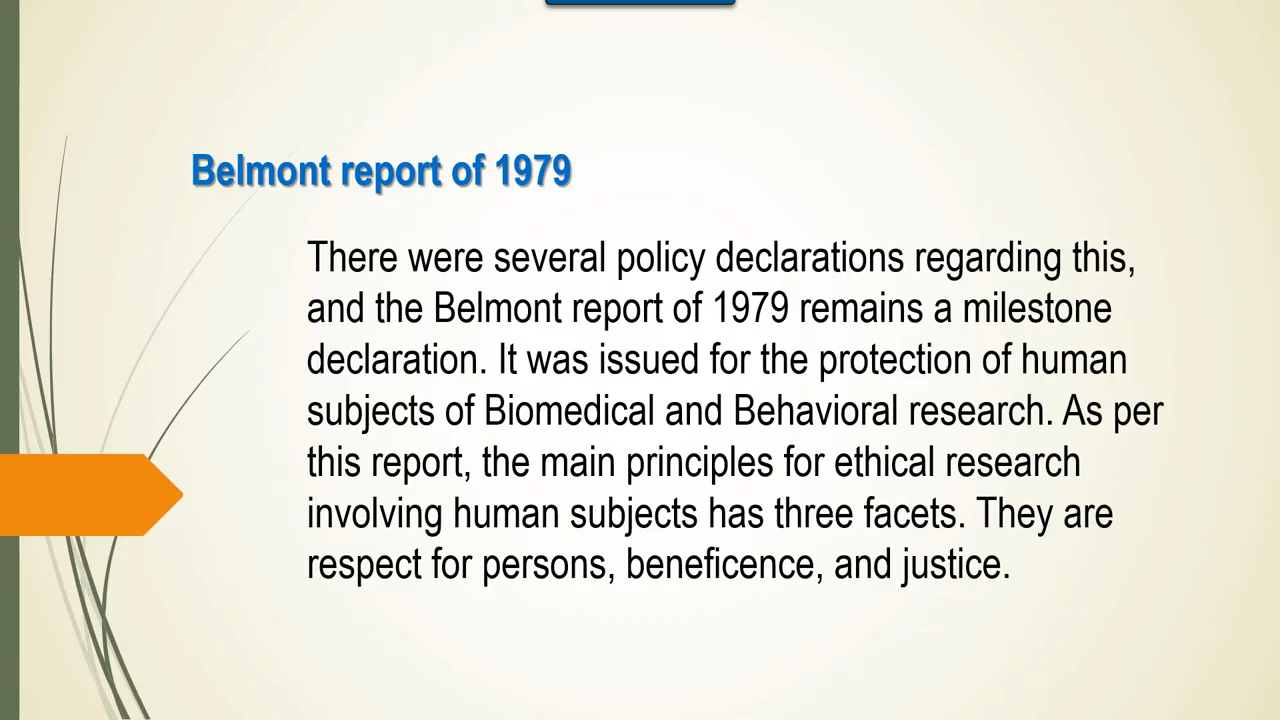 Belmont report of 1979
There were several policy declarations regarding this,
and the Belmont report of 1979 remains a milestone
declaration. It was issued for the protection of human
subjects of Biomedical and Behavioral research. As per
this report, the main principles for ethical research
involving human subjects has three facets. They are
respect for persons, beneficence, and justice.